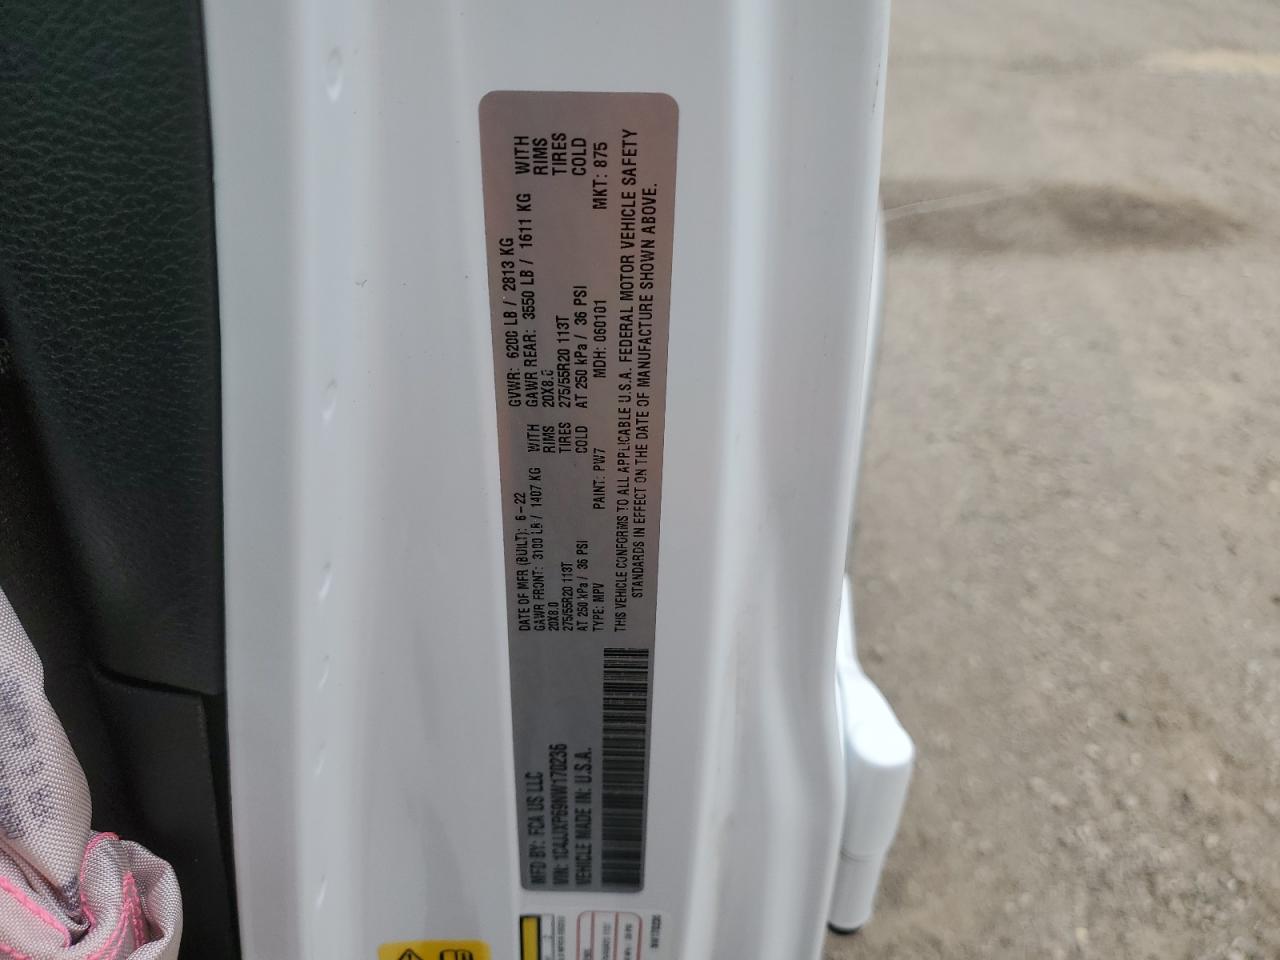 MFD BY: FCA US LLC
VIN: 1C4JJXP69NW170236
VEHICLE MADE IN: U.S.A.
DATE OF MFR (BUILT): 6-22 GVWR: 6200 LB / 2813 KG
GAWR FRONT: 3100 LB / 1407 KG WITH GAWR REAR: 3550 LB / 1611 KG WITH
20X8.0 RIMS 20X8.0 RIMS
275/55R20 113T TIRES 275/55R20 113T TIRES
AT 250 kPa / 36 PSI COLD AT 250 kPa / 36 PSI COLD
TYPE: MPV PAINT: PW7 MDH: 060101 MKT: 875
THIS VEHICLE CONFORMS TO ALL APPLICABLE U.S.A. FEDERAL MOTOR VEHICLE SAFETY
STANDARDS IN EFFECT ON THE DATE OF MANUFACTURE SHOWN ABOVE.